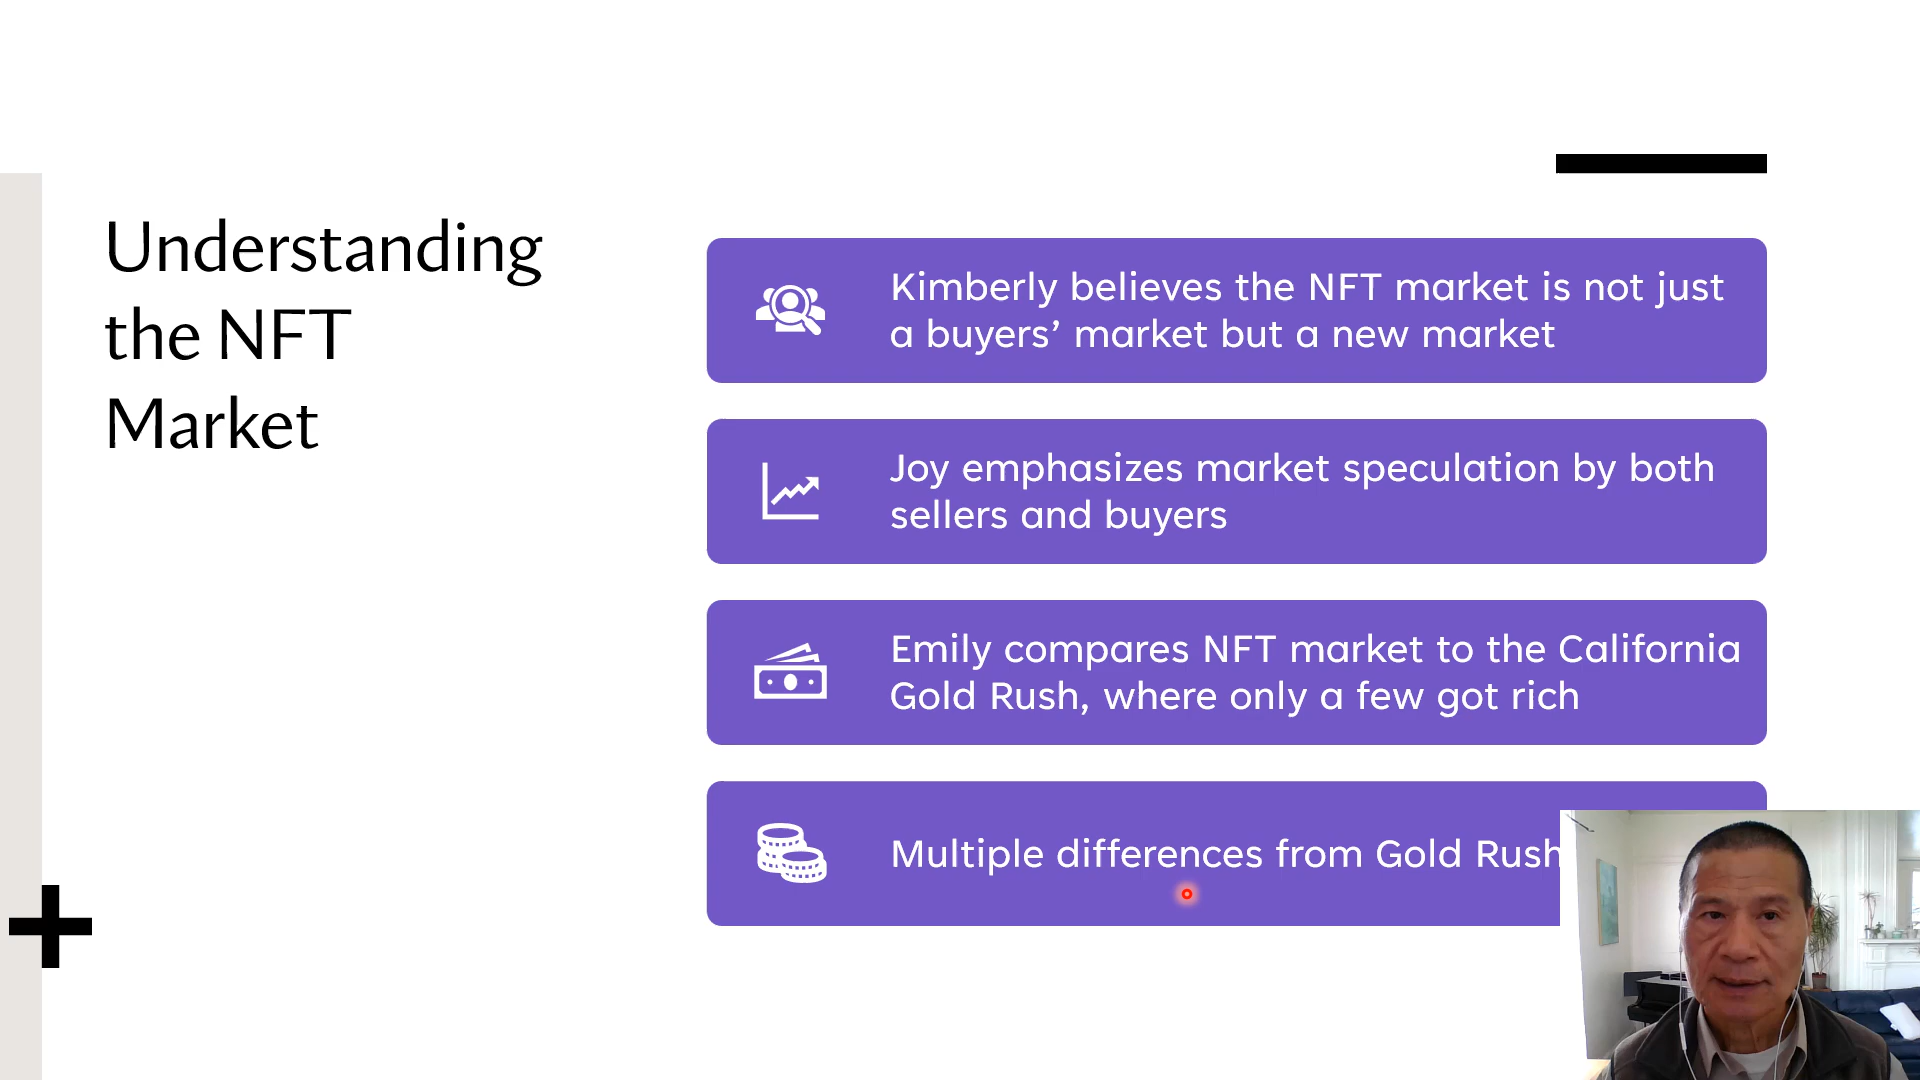 Understanding
the NFT
Market
Kimberly believes the NFT market is not just
a buyers’ market but a new market
Joy emphasizes market speculation by both
sellers and buyers
Emily compares NFT market to the California
Gold Rush, where only a few got rich
Multiple differences from Gold Rush